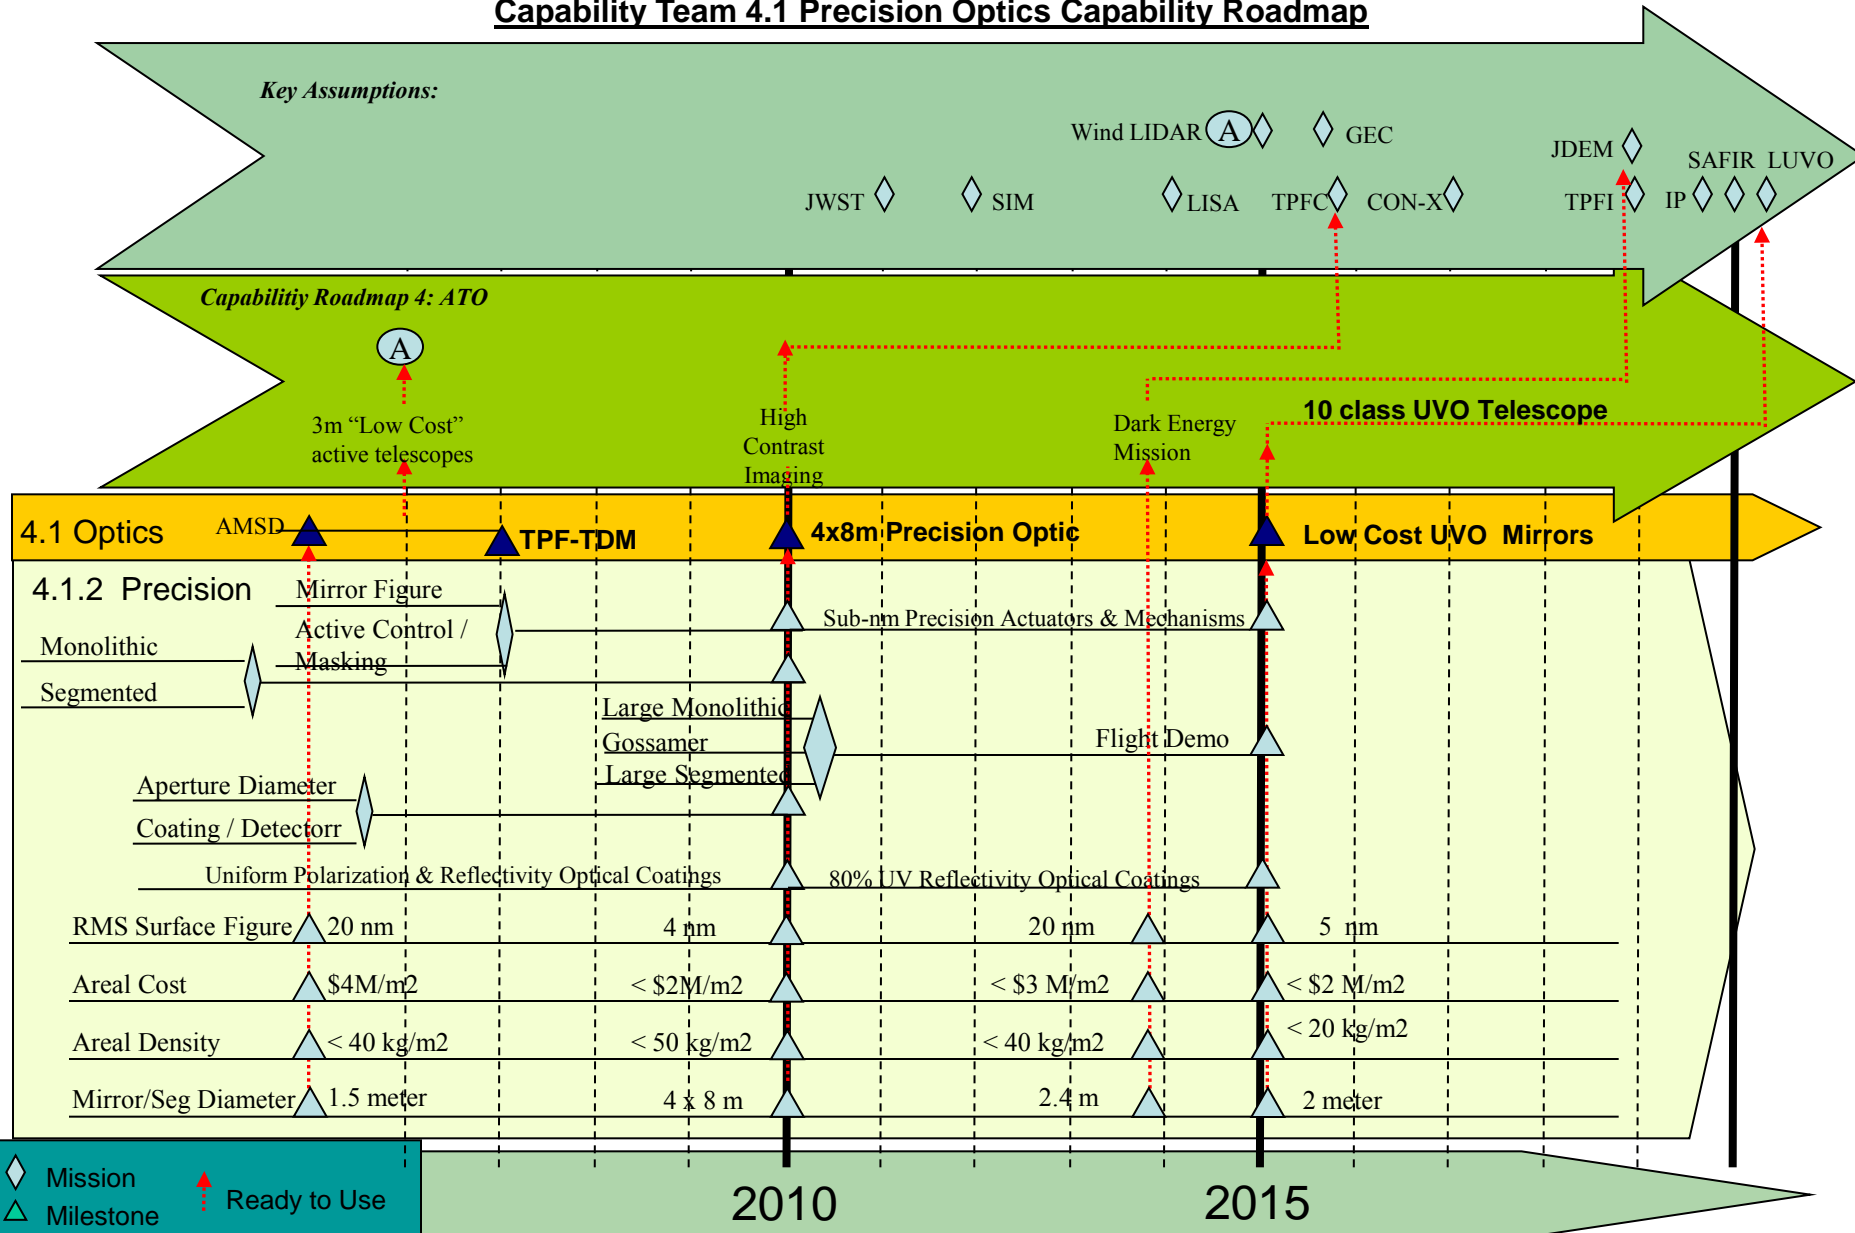 Capability Team 4.1 Precision Optics Capability Roadmap
Key Assumptions:
Wind LIDAR A
GEC
JDEM
SAFIR LUVO
JWST
SIM
LISA
TPFC
CON-X
TPFI
IP
Capabilitiy Roadmap 4: ATO
A
3m “Low Cost”
active telescopes
High
Contrast
Imaging
Dark Energy
Mission
10 class UVO Telescope
4.1 Optics
AMSD
TPF-TDM
4x8m Precision Optic
Low Cost UVO Mirrors
4.1.2 Precision
Mirror Figure
Active Control /
Masking
Sub-nm Precision Actuators & Mechanisms
Monolithic
Segmented
Large Monolithic
Gossamer
Large Segmented
Flight Demo
Aperture Diameter
Coating / Detectorr
Uniform Polarization & Reflectivity Optical Coatings
80% UV Reflectivity Optical Coatings
RMS Surface Figure 20 nm 4 nm 20 nm 5 nm
Areal Cost $4M/m2 < $2M/m2 < $3 M/m2 < $2 M/m2
Areal Density < 40 kg/m2 < 50 kg/m2 < 40 kg/m2 < 20 kg/m2
Mirror/Seg Diameter 1.5 meter 4 x 8 m 2.4 m 2 meter
Mission
Milestone
Ready to Use
2010
2015